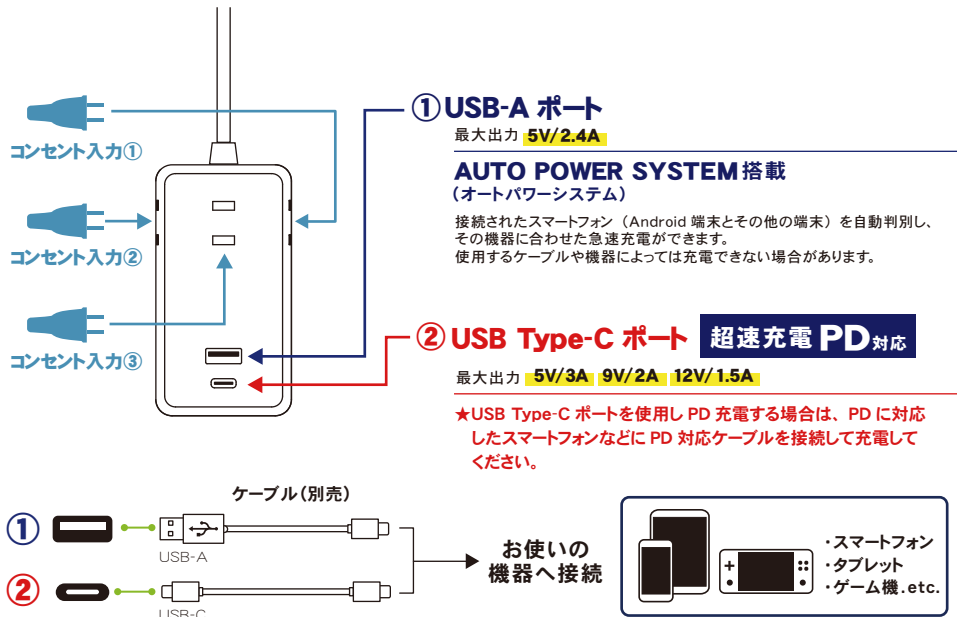 コンセント入力①
コンセント入力②
コンセント入力③
①USB-A ポート
最大出力 5V/2.4A
AUTO POWER SYSTEM搭載
(オートパワーシステム)
接続されたスマートフォン（Android 端末とその他の端末）を自動判別し、
その機器に合わせた急速充電ができます。
使用するケーブルや機器によっては充電できない場合があります。
②USB Type-C ポート 超速充電 PD対応
最大出力 5V/3A 9V/2A 12V/1.5A
★USB Type-C ポートを使用し PD 充電する場合は、PD に対応
したスマートフォンなどに PD 対応ケーブルを接続して充電して
ください。
ケーブル（別売）
①
USB-A
②
USB-C
お使いの
機器へ接続
・スマートフォン
・タブレット
・ゲーム機.etc.